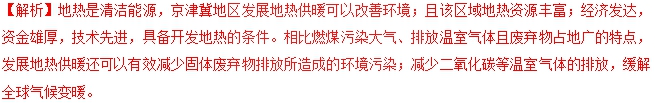 【解析】地热是清洁能源，京津冀地区发展地热供暖可以改善环境；且该区域地热资源丰富；经济发达，
资金雄厚，技术先进，具备开发地热的条件。相比燃煤污染大气、排放温室气体且废弃物占地广的特点，
发展地热供暖还可以有效减少固体废弃物排放所造成的环境污染；减少二氧化碳等温室气体的排放，缓解
全球气候变暖。